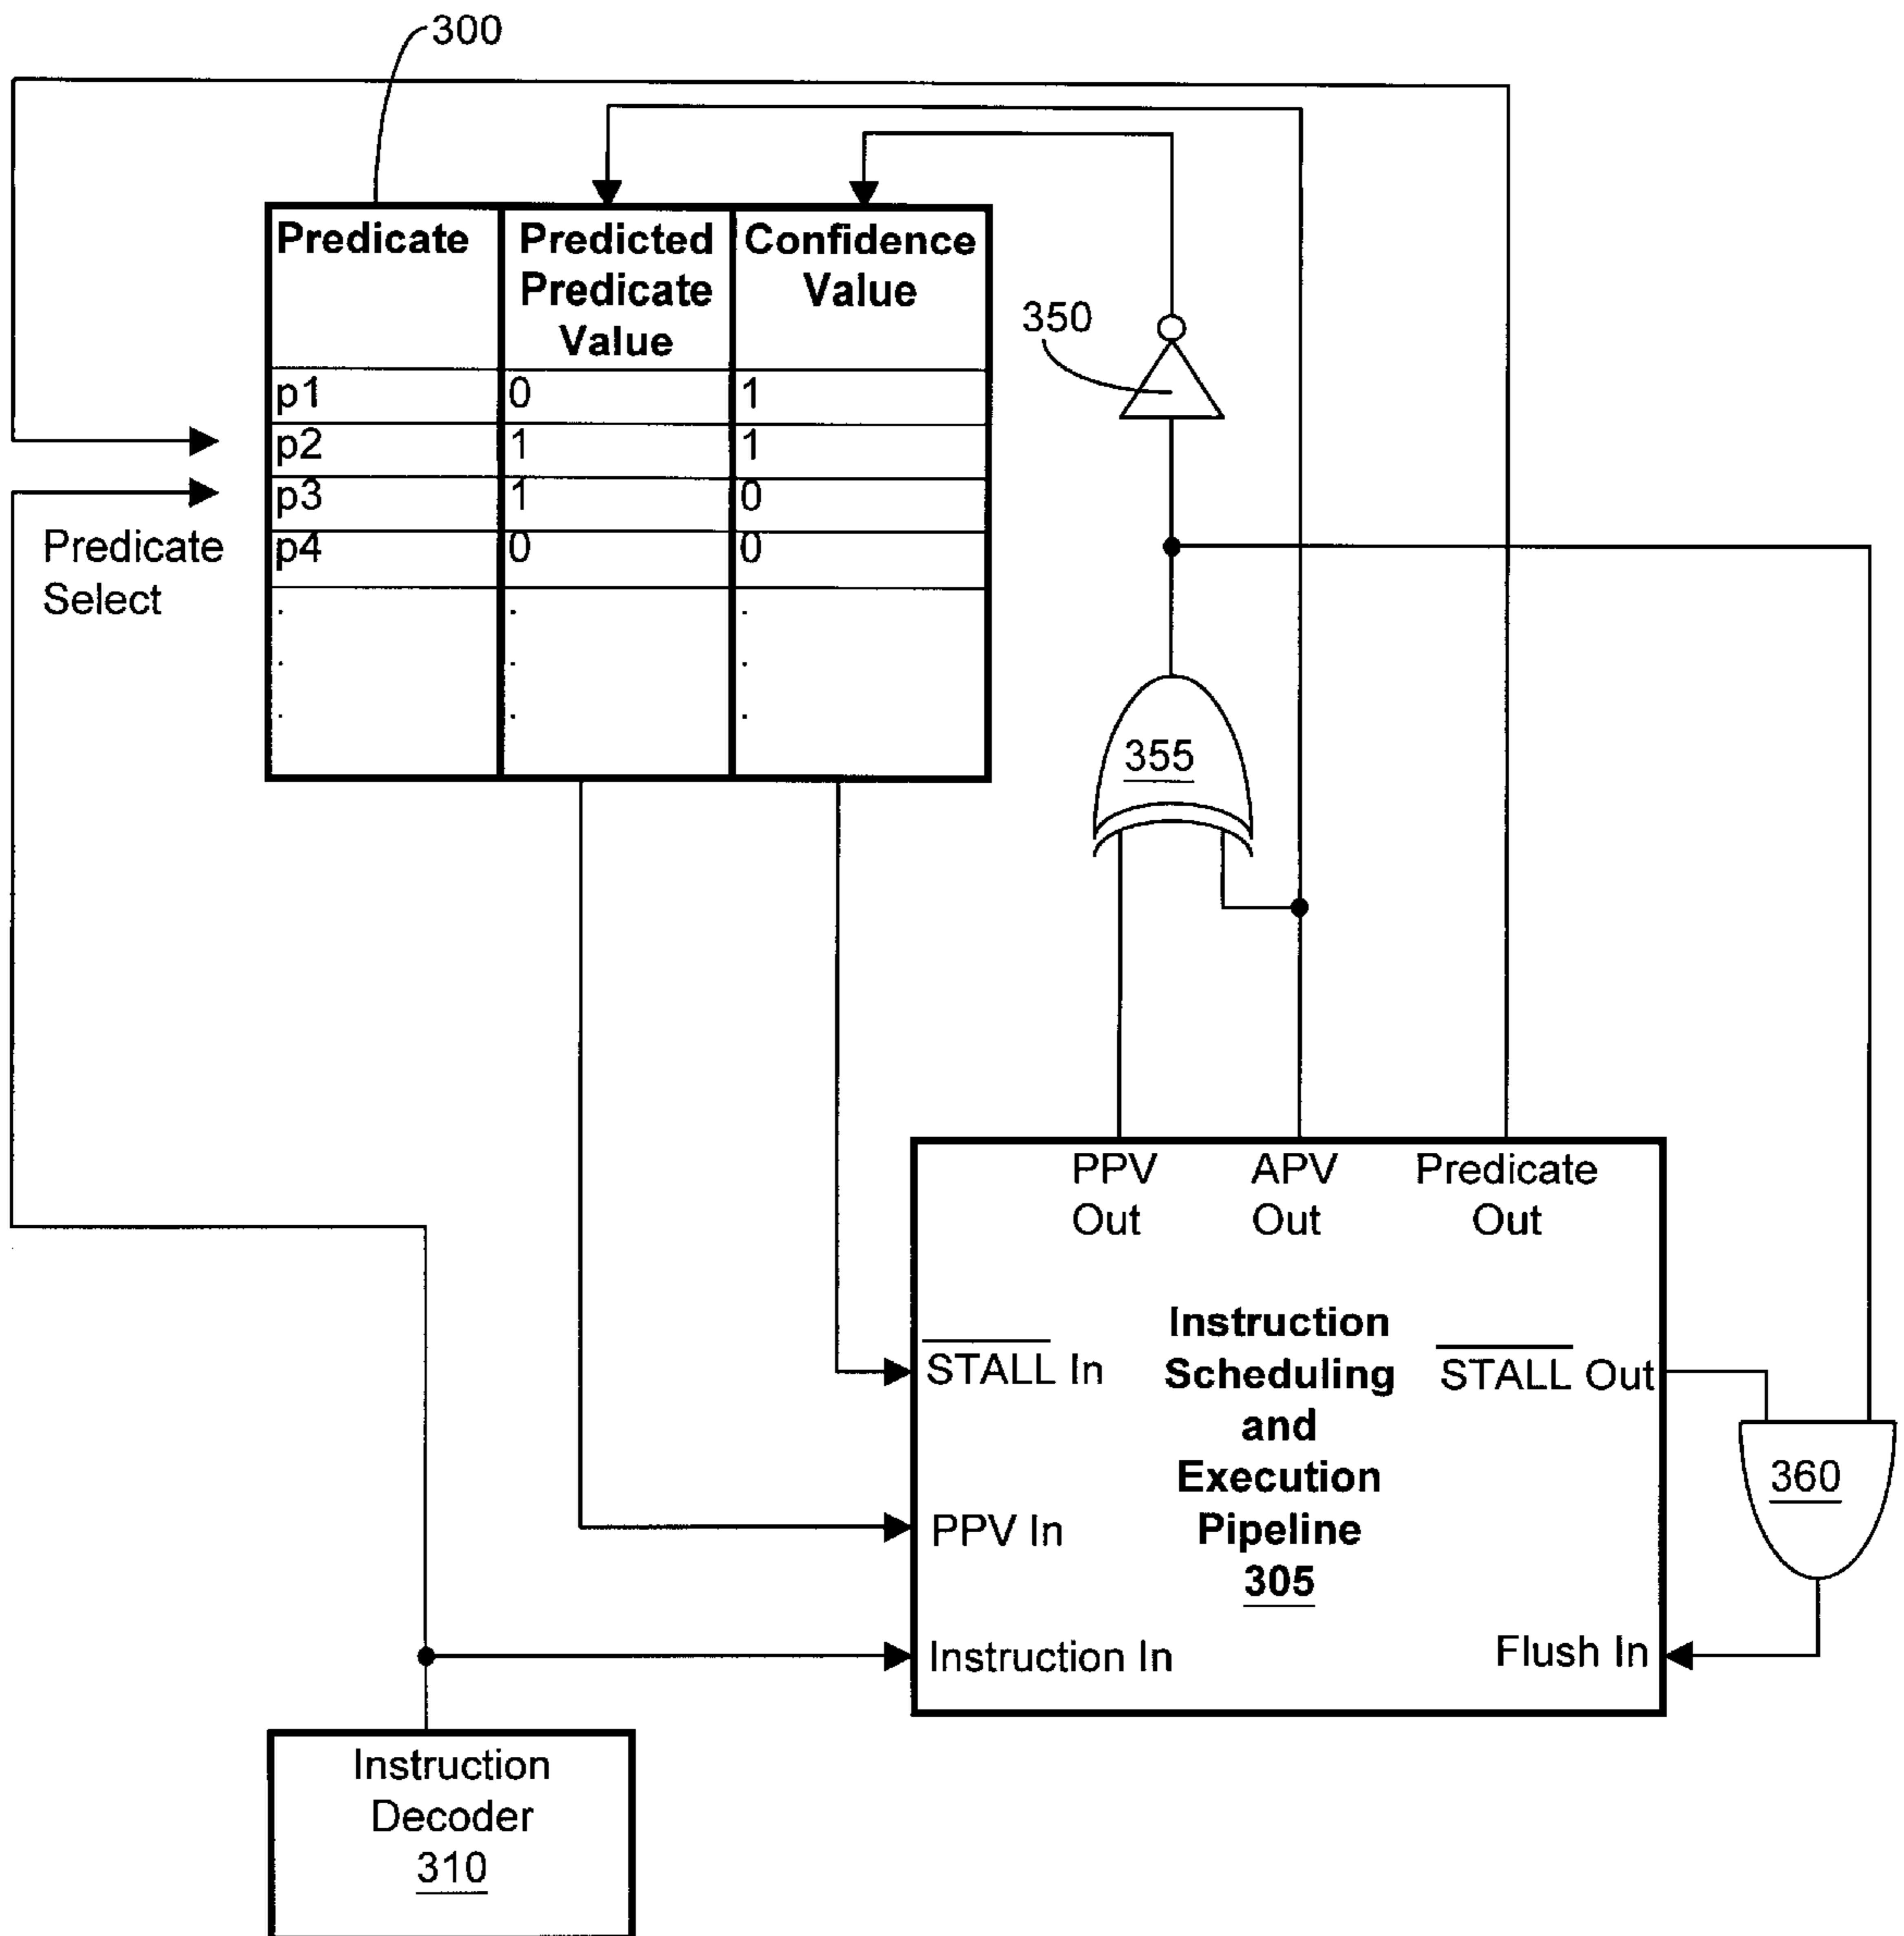 300
Predicate Predicted Confidence
Predicate Value
Value
350
p1 0 1
p2 1 1
p3 1 0
p4 0 0
Predicate
Select
. . .
. . .
. . .
355
PPV APV Predicate
Out Out Out
Instruction
Scheduling
and
Execution
Pipeline
305
STALL In
STALL Out
PPV In
360
Instruction In
Flush In
Instruction
Decoder
310